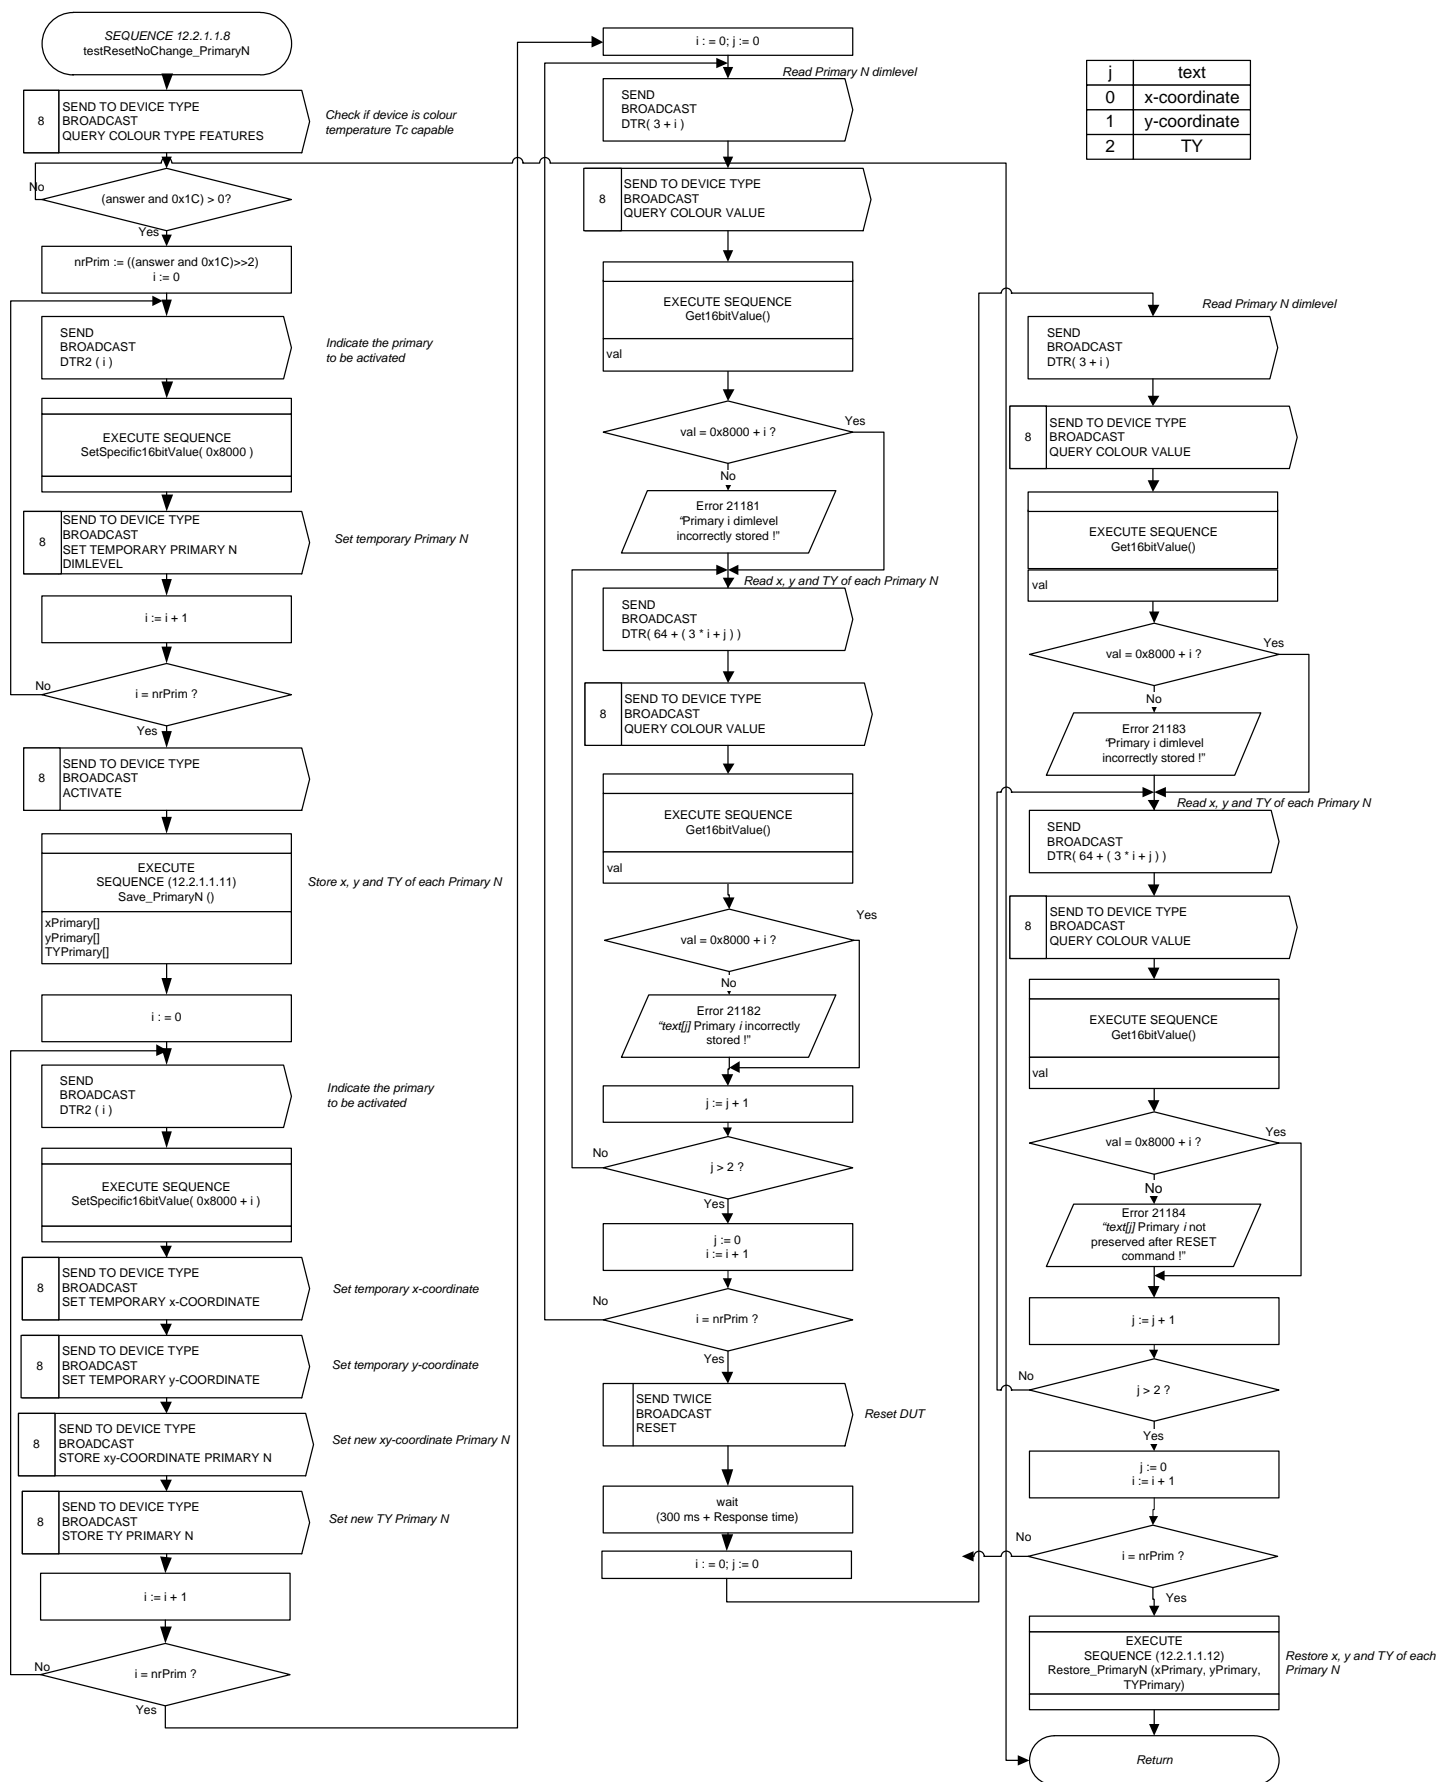 SEQUENCE 12.2.1.1.8
testResetNoChange_PrimaryN
8
SEND TO DEVICE TYPE
BROADCAST
QUERY COLOUR TYPE FEATURES
Check if device is colour
temperature Tc capable
No
(answer and 0x1C) > 0?
Yes
nrPrim := ((answer and 0x1C)>>2)
i := 0
SEND
BROADCAST
DTR2 ( i )
Indicate the primary
to be activated
EXECUTE SEQUENCE
SetSpecific16bitValue( 0x8000 )
8
SEND TO DEVICE TYPE
BROADCAST
SET TEMPORARY PRIMARY N
DIMLEVEL
Set temporary Primary N
i := i + 1
No
i = nrPrim ?
Yes
8
SEND TO DEVICE TYPE
BROADCAST
ACTIVATE
EXECUTE
SEQUENCE (12.2.1.1.11)
Save_PrimaryN ()
Store x, y and TY of each Primary N
xPrimary[]
yPrimary[]
TYPrimary[]
i : = 0
SEND
BROADCAST
DTR2 ( i )
Indicate the primary
to be activated
EXECUTE SEQUENCE
SetSpecific16bitValue( 0x8000 + i )
8
SEND TO DEVICE TYPE
BROADCAST
SET TEMPORARY x-COORDINATE
Set temporary x-coordinate
8
SEND TO DEVICE TYPE
BROADCAST
SET TEMPORARY y-COORDINATE
Set temporary y-coordinate
8
SEND TO DEVICE TYPE
BROADCAST
STORE xy-COORDINATE PRIMARY N
Set new xy-coordinate Primary N
8
SEND TO DEVICE TYPE
BROADCAST
STORE TY PRIMARY N
Set new TY Primary N
i := i + 1
No
i = nrPrim ?
Yes
i : = 0; j := 0
Read Primary N dimlevel
SEND
BROADCAST
DTR( 3 + i )
8
SEND TO DEVICE TYPE
BROADCAST
QUERY COLOUR VALUE
EXECUTE SEQUENCE
Get16bitValue()
val
Yes
val = 0x8000 + i ?
No
Error 21181
“Primary i dimlevel
incorrectly stored !”
Read x, y and TY of each Primary N
SEND
BROADCAST
DTR( 64 + ( 3 * i + j ) )
8
SEND TO DEVICE TYPE
BROADCAST
QUERY COLOUR VALUE
EXECUTE SEQUENCE
Get16bitValue()
val
Yes
val = 0x8000 + i ?
No
Error 21182
“text[j] Primary i incorrectly
stored !”
j := j + 1
No
j > 2 ?
Yes
j := 0
i := i + 1
No
i = nrPrim ?
Yes
SEND TWICE
BROADCAST
RESET
Reset DUT
wait
(300 ms + Response time)
i : = 0; j := 0
j text
0 x-coordinate
1 y-coordinate
2 TY
Read Primary N dimlevel
SEND
BROADCAST
DTR( 3 + i )
8
SEND TO DEVICE TYPE
BROADCAST
QUERY COLOUR VALUE
EXECUTE SEQUENCE
Get16bitValue()
val
Yes
val = 0x8000 + i ?
No
Error 21183
“Primary i dimlevel
incorrectly stored !”
Read x, y and TY of each Primary N
SEND
BROADCAST
DTR( 64 + ( 3 * i + j ) )
8
SEND TO DEVICE TYPE
BROADCAST
QUERY COLOUR VALUE
EXECUTE SEQUENCE
Get16bitValue()
val
Yes
val = 0x8000 + i ?
No
Error 21184
“text[j] Primary i not
preserved after RESET
command !”
j := j + 1
No
j > 2 ?
Yes
j := 0
i := i + 1
No
i = nrPrim ?
Yes
EXECUTE
SEQUENCE (12.2.1.1.12)
Restore_PrimaryN (xPrimary, yPrimary,
TYPrimary)
Restore x, y and TY of each
Primary N
Return